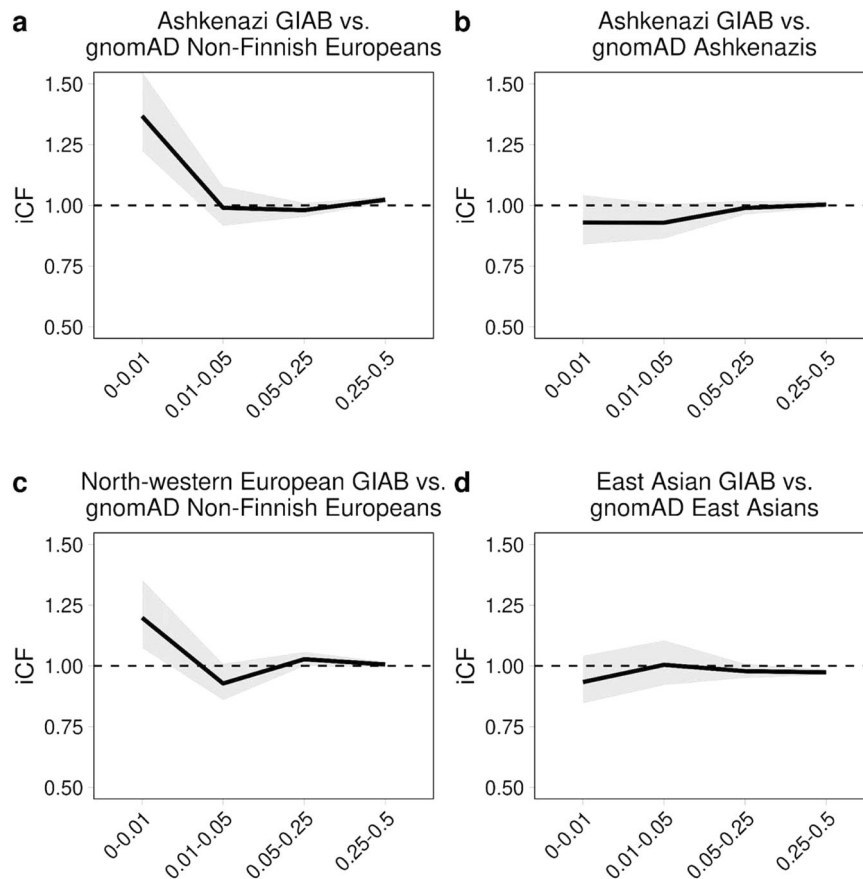 a
Ashkenazi GIAB vs.
gnomAD Non-Finnish Europeans
iCF
1.50
1.25
1.00
0.75
0.50
0-0.01
0.01-0.05
0.05-0.25
0.25-0.5
b
Ashkenazi GIAB vs.
gnomAD Ashkenazis
iCF
1.50
1.25
1.00
0.75
0.50
0-0.01
0.01-0.05
0.05-0.25
0.25-0.5
c
North-western European GIAB vs.
gnomAD Non-Finnish Europeans
iCF
1.50
1.25
1.00
0.75
0.50
0-0.01
0.01-0.05
0.05-0.25
0.25-0.5
d
East Asian GIAB vs.
gnomAD East Asians
iCF
1.50
1.25
1.00
0.75
0.50
0-0.01
0.01-0.05
0.05-0.25
0.25-0.5